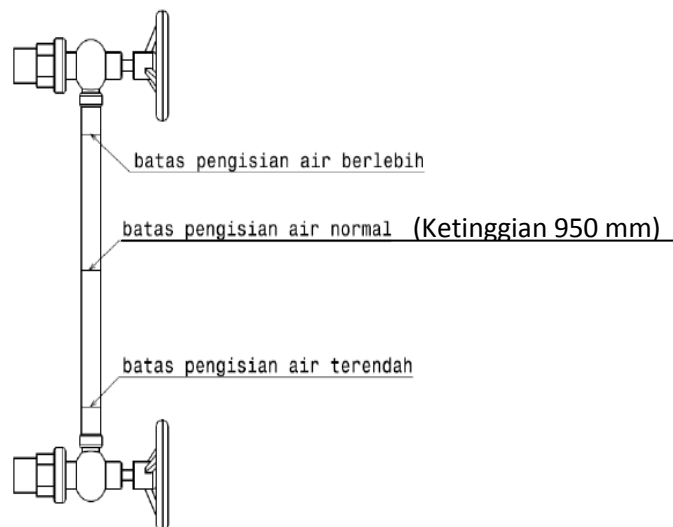 batas pengisian air berlebih
batas pengisian air normal (Ketinggian 950 mm)
batas pengisian air terendah